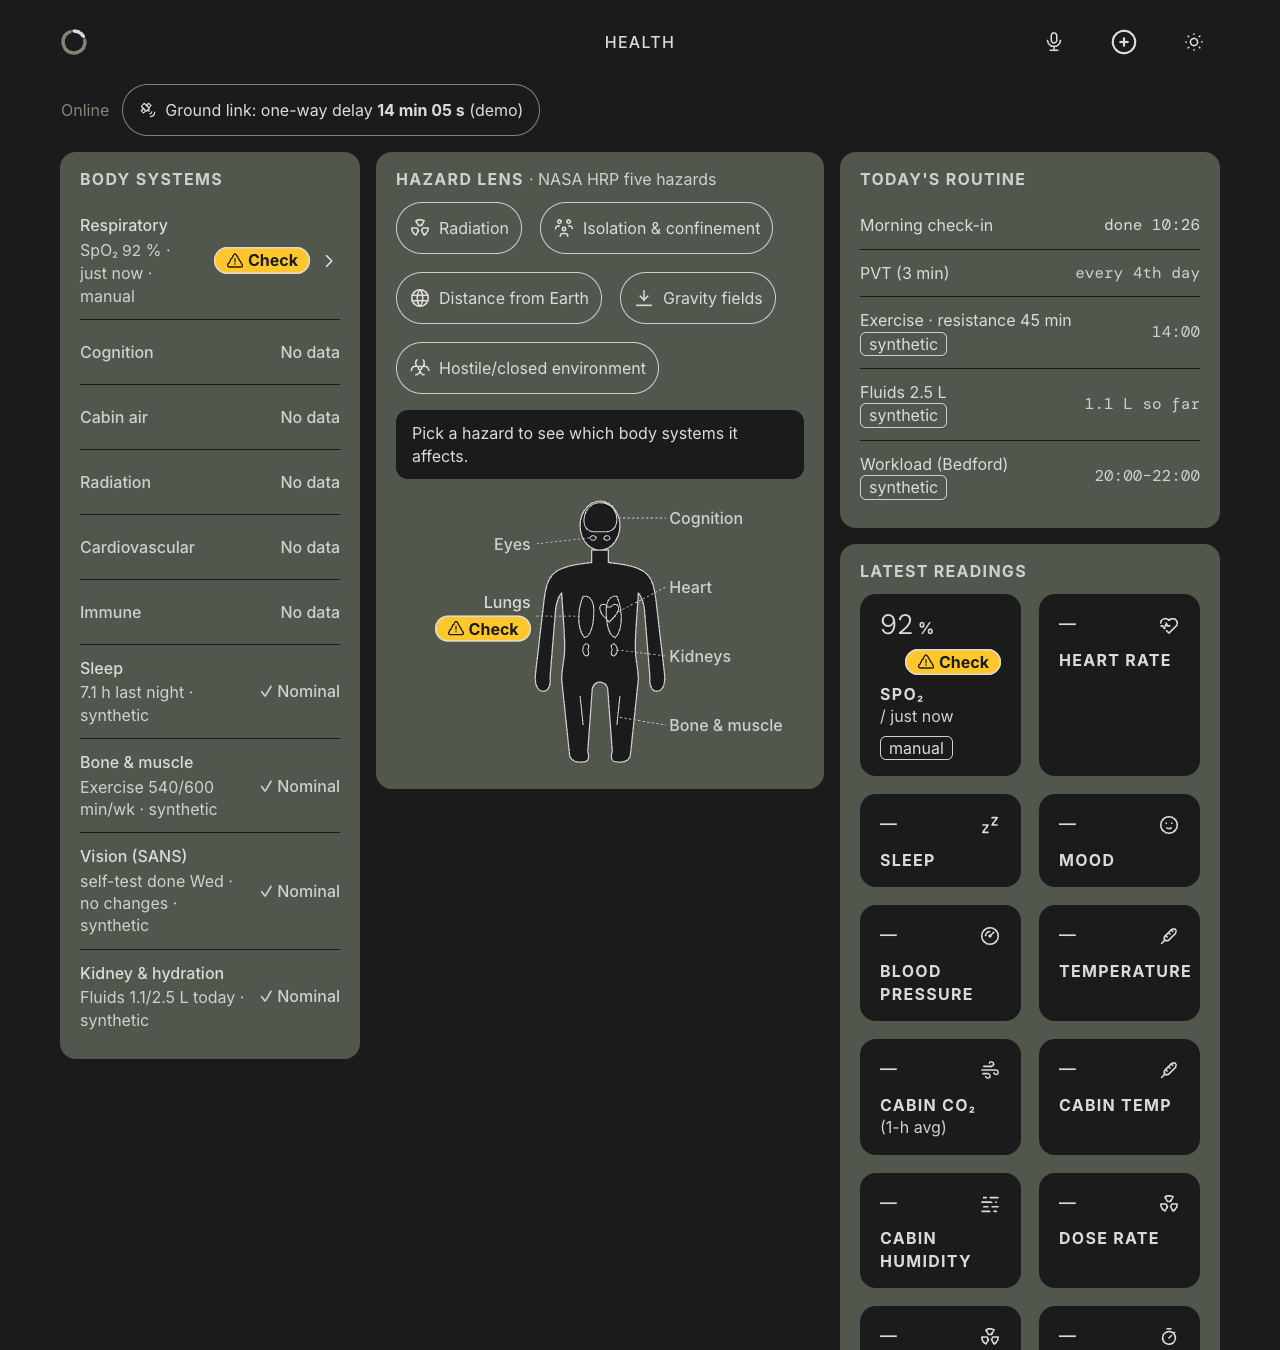 HEALTH
Online
Ground link: one-way delay 14 min 05 s (demo)
BODY SYSTEMS
Respiratory
SpO₂ 92 % ·
just now ·
manual
Check
Cognition No data
Cabin air No data
Radiation No data
Cardiovascular No data
Immune No data
Sleep
7.1 h last night ·
synthetic
Nominal
Bone & muscle
Exercise 540/600
min/wk · synthetic
Nominal
Vision (SANS)
self-test done Wed ·
no changes ·
synthetic
Nominal
Kidney & hydration
Fluids 1.1/2.5 L today ·
synthetic
Nominal
HAZARD LENS · NASA HRP five hazards
Radiation
Isolation & confinement
Distance from Earth
Gravity fields
Hostile/closed environment
Pick a hazard to see which body systems it
affects.
Cognition
Eyes
Heart
Lungs
Check
Kidneys
Bone & muscle
TODAY'S ROUTINE
Morning check-in done 10:26
PVT (3 min) every 4th day
Exercise · resistance 45 min
synthetic
14:00
Fluids 2.5 L
synthetic
1.1 L so far
Workload (Bedford)
synthetic
20:00–22:00
LATEST READINGS
92 %
Check
SPO₂
/ just now
manual
—
HEART RATE
—
SLEEP
—
MOOD
—
BLOOD
PRESSURE
—
TEMPERATURE
—
CABIN CO₂
(1-h avg)
—
CABIN TEMP
—
CABIN
HUMIDITY
—
DOSE RATE
—
—